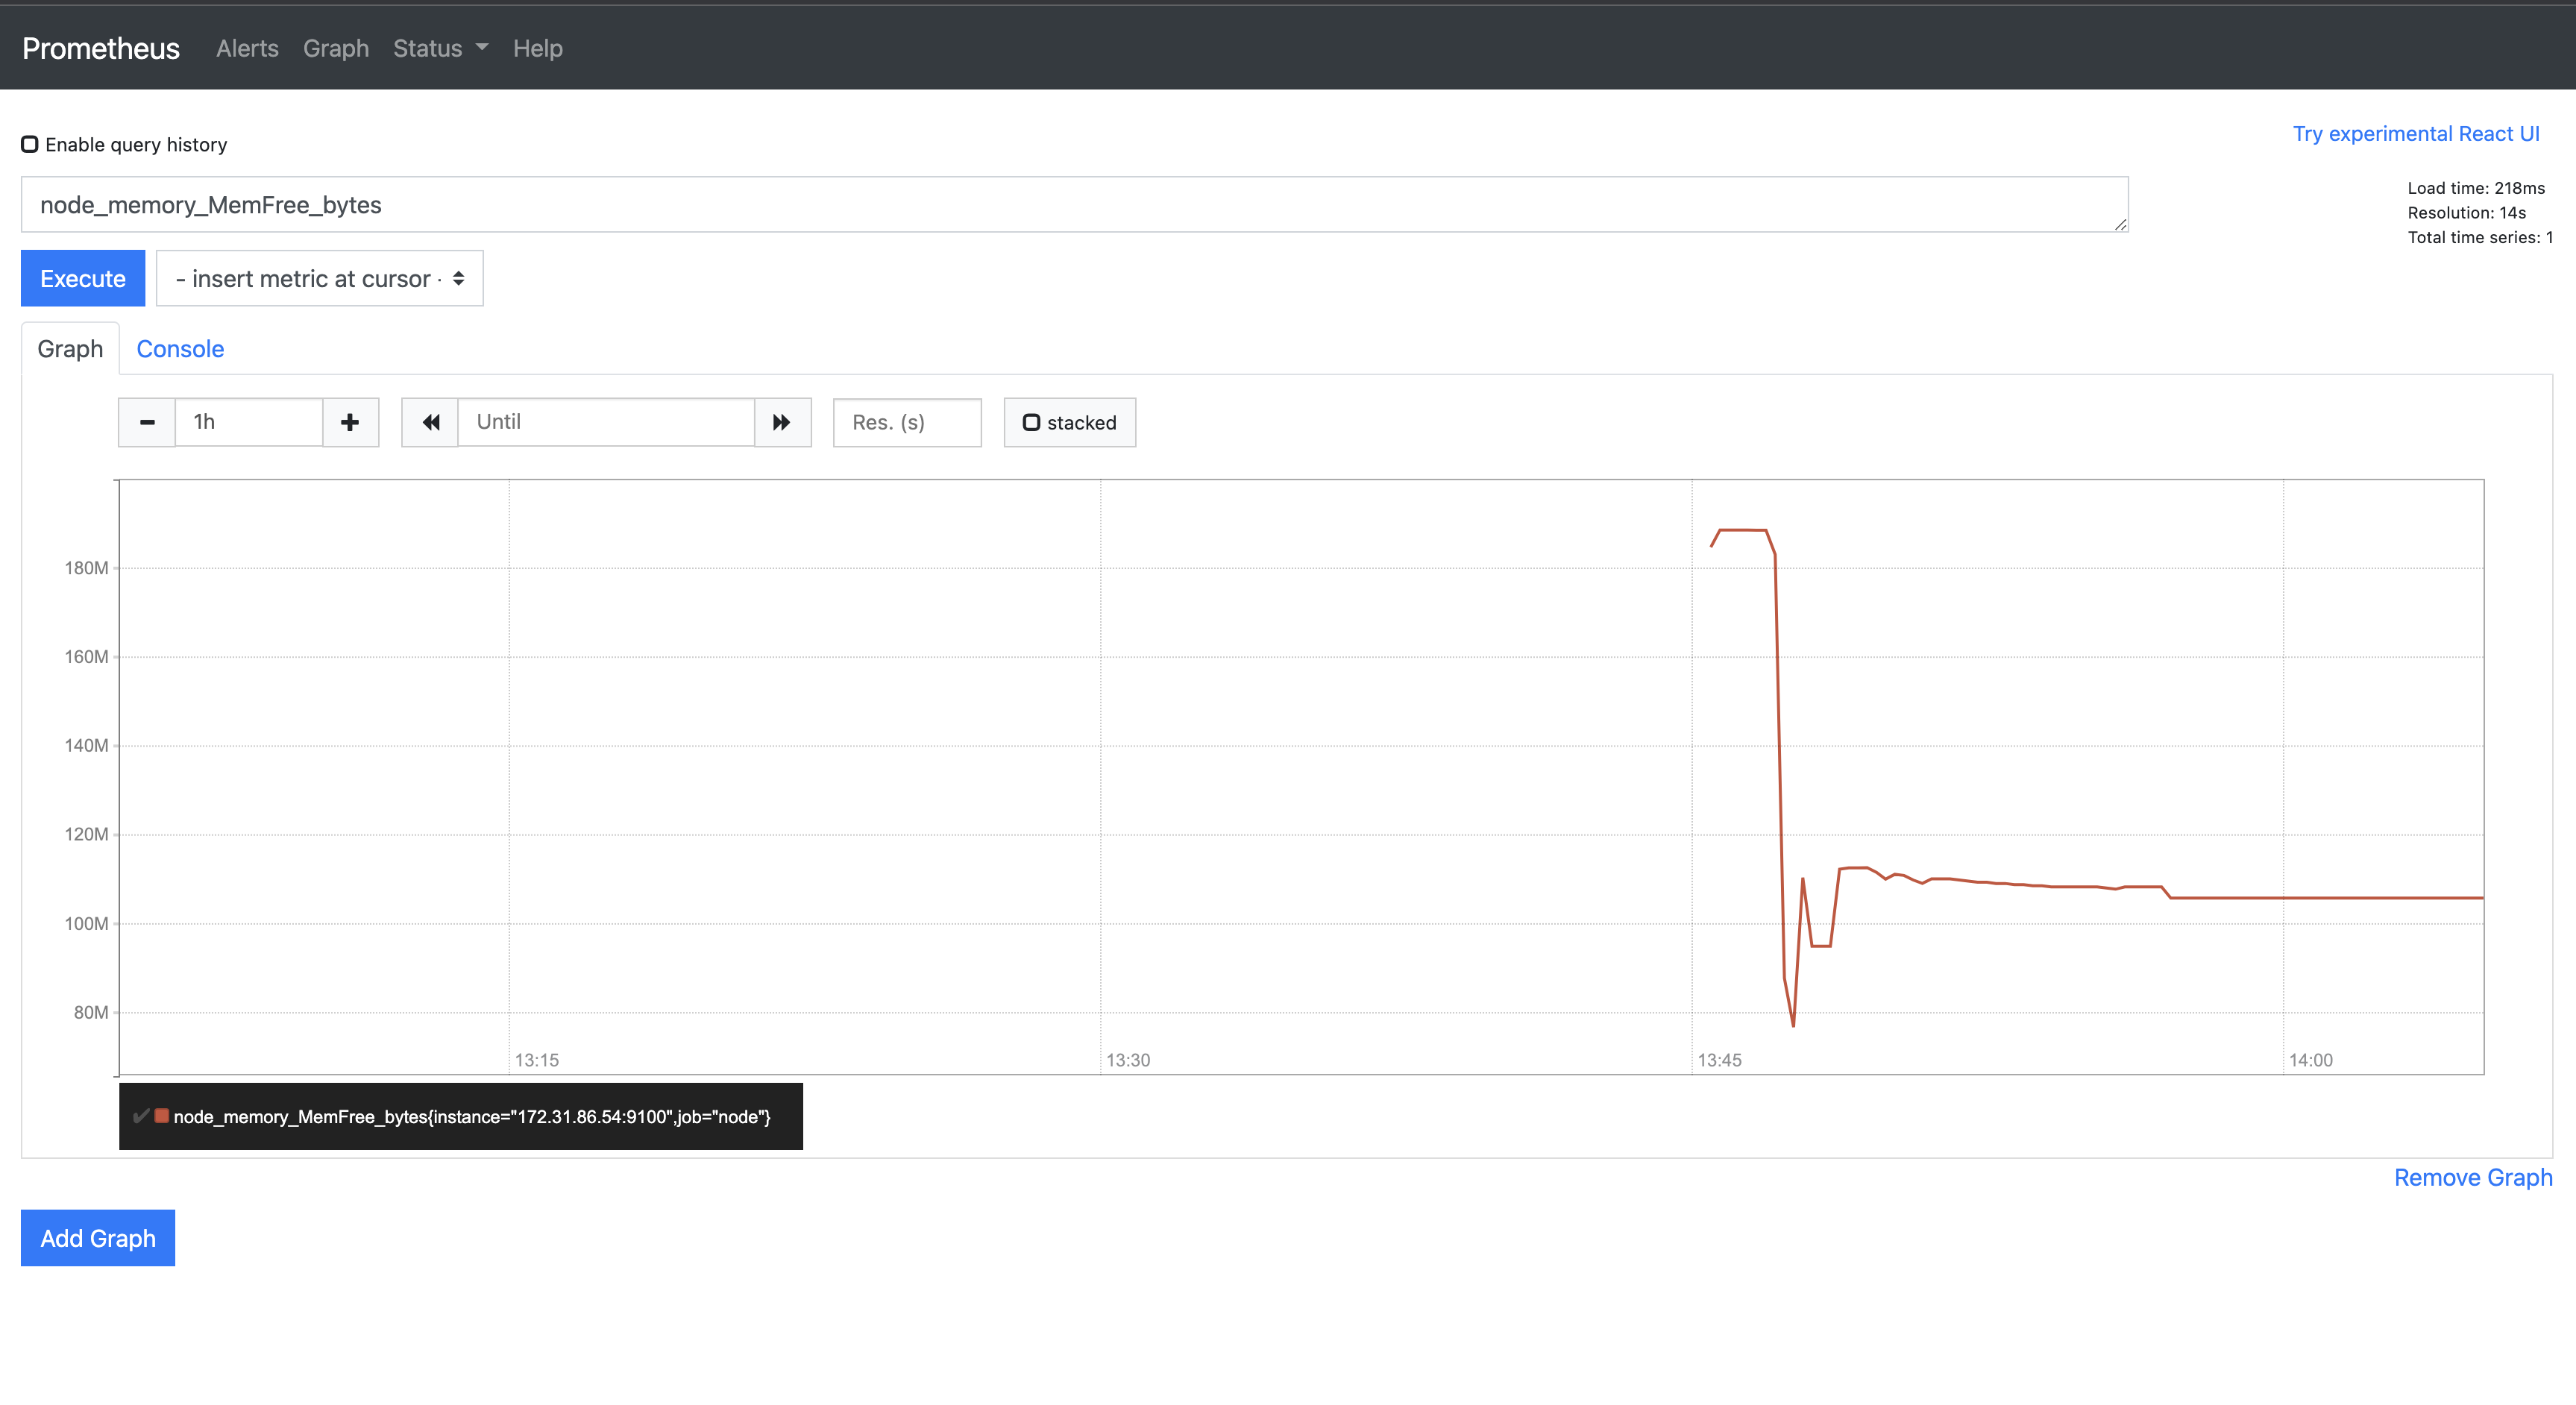 Prometheus Alerts Graph Status Help
Enable query history
Try experimental React UI
node_memory_MemFree_bytes
Load time: 218ms
Resolution: 14s
Total time series: 1
Execute
- insert metric at cursor -
Graph Console
1h
Until
Res. (s)
stacked
180M
160M
140M
120M
100M
80M
13:15 13:30 13:45 14:00
node_memory_MemFree_bytes{instance="172.31.86.54:9100",job="node"}
Remove Graph
Add Graph